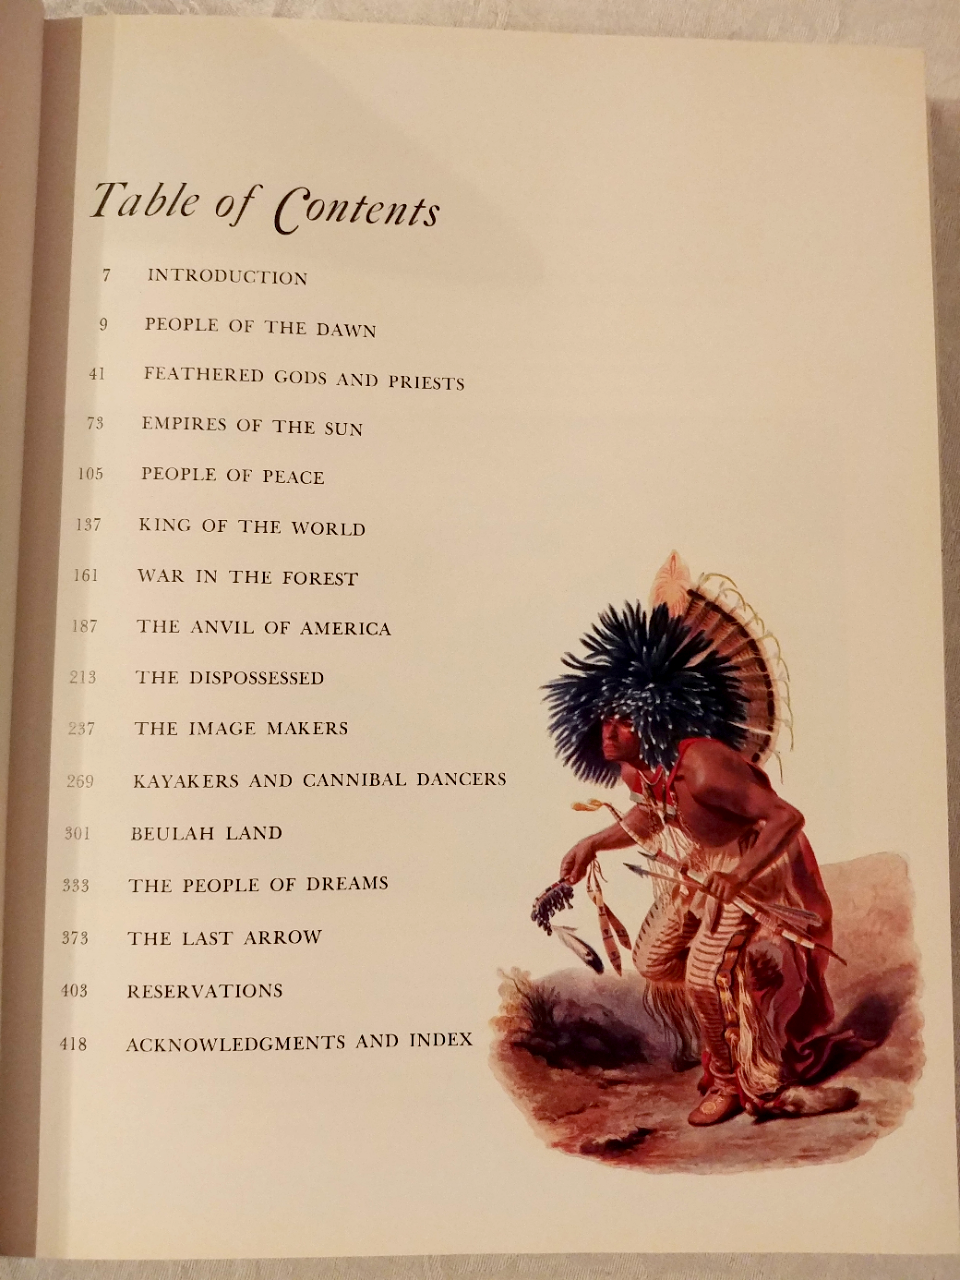 Table of Contents
7 INTRODUCTION
9 PEOPLE OF THE DAWN
41 FEATHERED GODS AND PRIESTS
73 EMPIRES OF THE SUN
105 PEOPLE OF PEACE
137 KING OF THE WORLD
161 WAR IN THE FOREST
187 THE ANVIL OF AMERICA
213 THE DISPOSSESSED
237 THE IMAGE MAKERS
269 KAYAKERS AND CANNIBAL DANCERS
301 BEULAH LAND
333 THE PEOPLE OF DREAMS
373 THE LAST ARROW
403 RESERVATIONS
418 ACKNOWLEDGMENTS AND INDEX